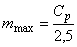 m_max = C_p / 2,5